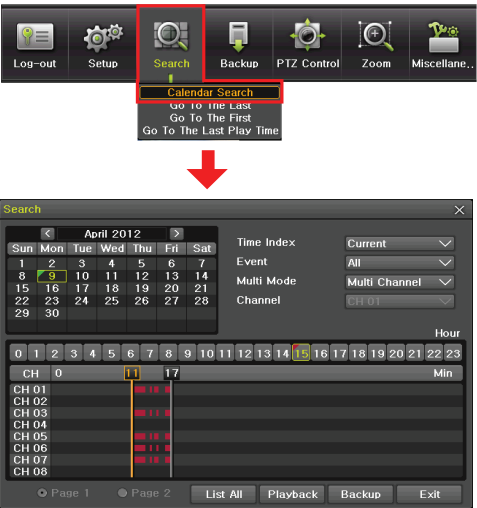 Log-out Setup Search Backup PTZ Control Zoom Miscellane..
Calendar Search
Go To The Last
Go To The First
Go To The Last Play Time
Search
< April 2012 >
Sun Mon Tue Wed Thu Fri Sat
1 2 3 4 5 6 7
8 9 10 11 12 13 14
15 16 17 18 19 20 21
22 23 24 25 26 27 28
29 30
Time Index Current
Event All
Multi Mode Multi Channel
Channel CH 01
Hour
0 1 2 3 4 5 6 7 8 9 10 11 12 13 14 15 16 17 18 19 20 21 22 23
CH 0 11 17 Min
CH 01
CH 02
CH 03
CH 04
CH 05
CH 06
CH 07
CH 08
Page 1 Page 2 List All Playback Backup Exit